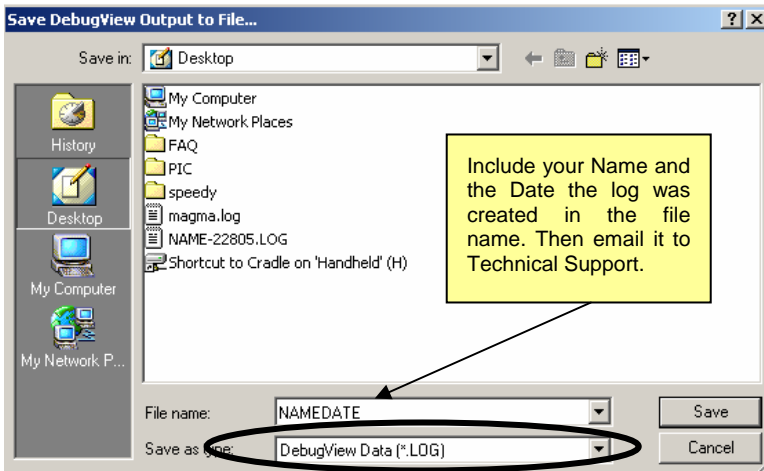 Save DebugView Output to File...
Save in:
Desktop
History
Desktop
My Computer
My Network P...
My Computer
My Network Places
FAQ
PIC
speedy
magma.log
NAME-22805.LOG
Shortcut to Cradle on 'Handheld' (H)
Include your Name and
the Date the log was
created in the file
name. Then email it to
Technical Support.
File name:
NAMEDATE
Save
Save as type:
DebugView Data (*.LOG)
Cancel